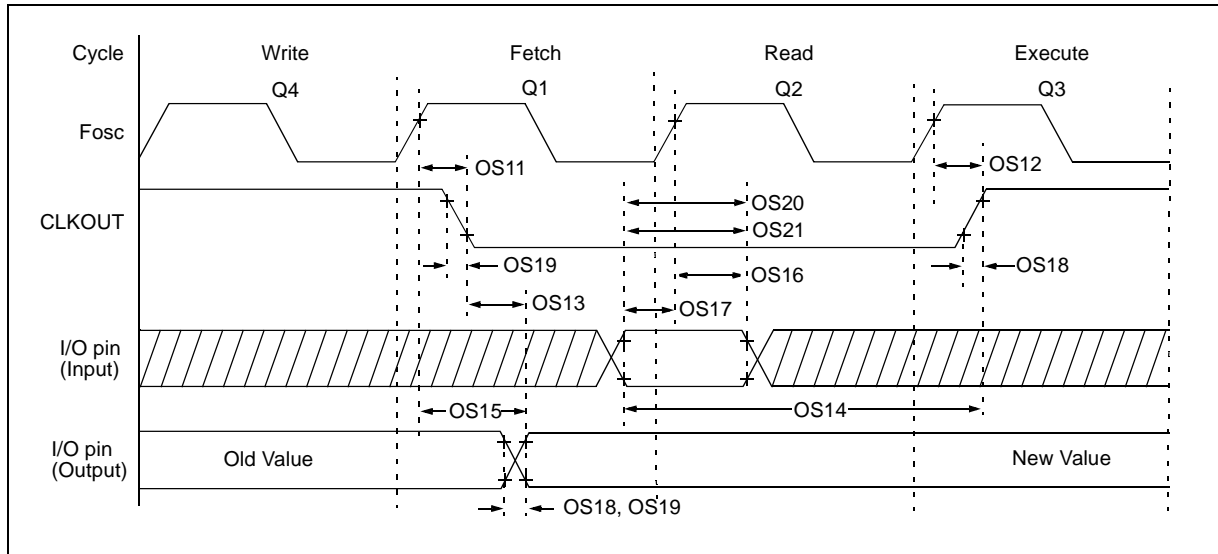 Cycle Write Fetch Read Execute
Q4 Q1 Q2 Q3
Fosc
OS11 OS12
CLKOUT
OS20
OS21
OS19 OS16 OS18
OS13 OS17
I/O pin
(Input)
OS15 OS14
I/O pin
(Output)
Old Value New Value
OS18, OS19